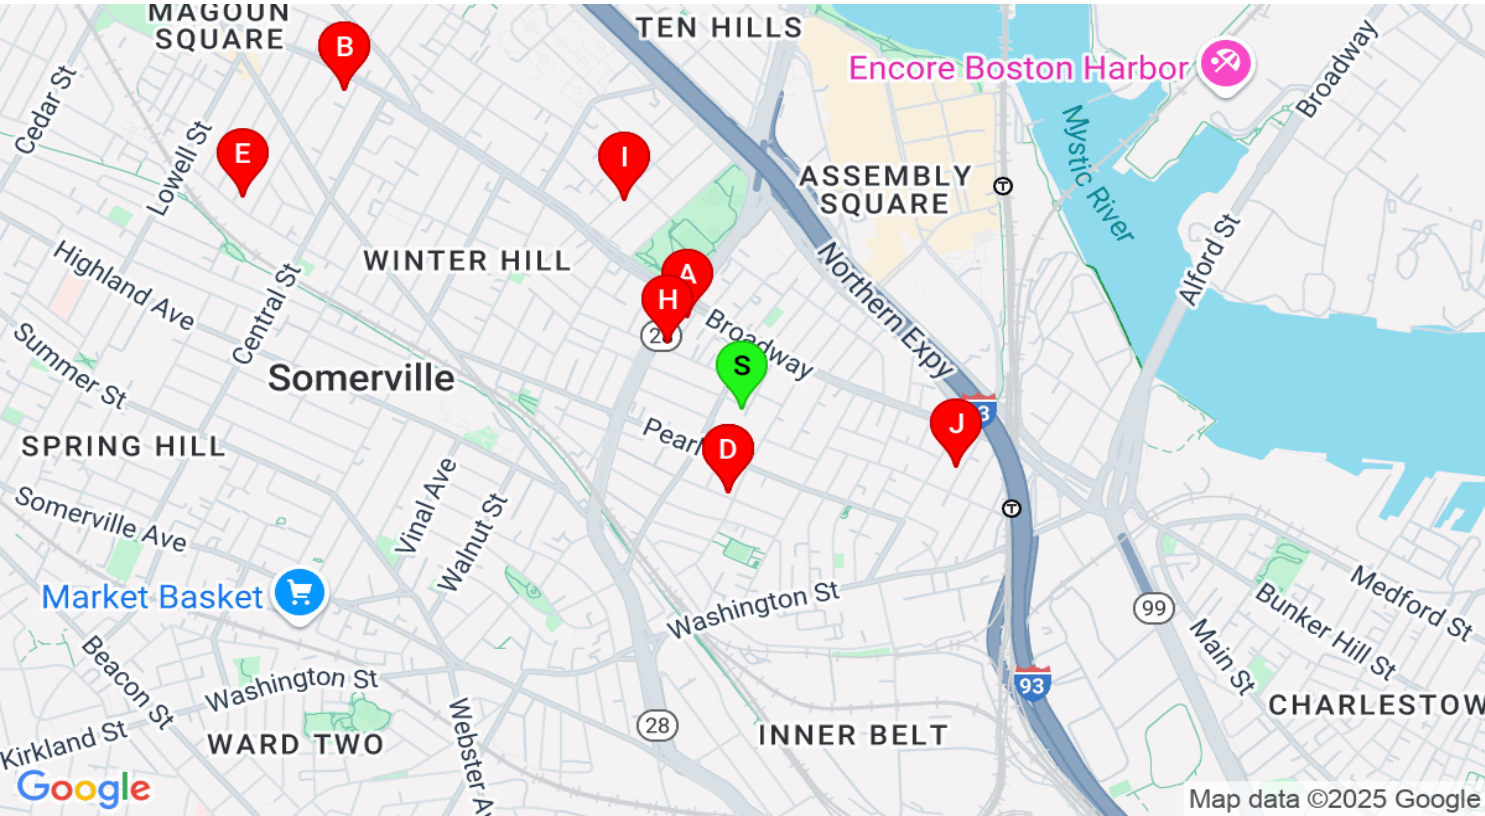 MAGOUN
SQUARE
B
TEN HILLS
Encore Boston Harbor
Broadway
Cedar St
Lowell St
E
I
Mystic River
ASSEMBLY
SQUARE
T
Highland Ave
WINTER HILL
Central St
A
H
Northern Expy
Alford St
Broadway
S
Summer St
Somerville
SPRING HILL
Pearl
D
J
3
Vinal Ave
Walnut St
Somerville Ave
T
Market Basket
Washington St
99
Medford St
Bunker Hill St
Main St
Beacon St
Washington St
93
CHARLESTOW
Kirkland St
WARD TWO
Webster Av
28
INNER BELT
Google
Map data ©2025 Google